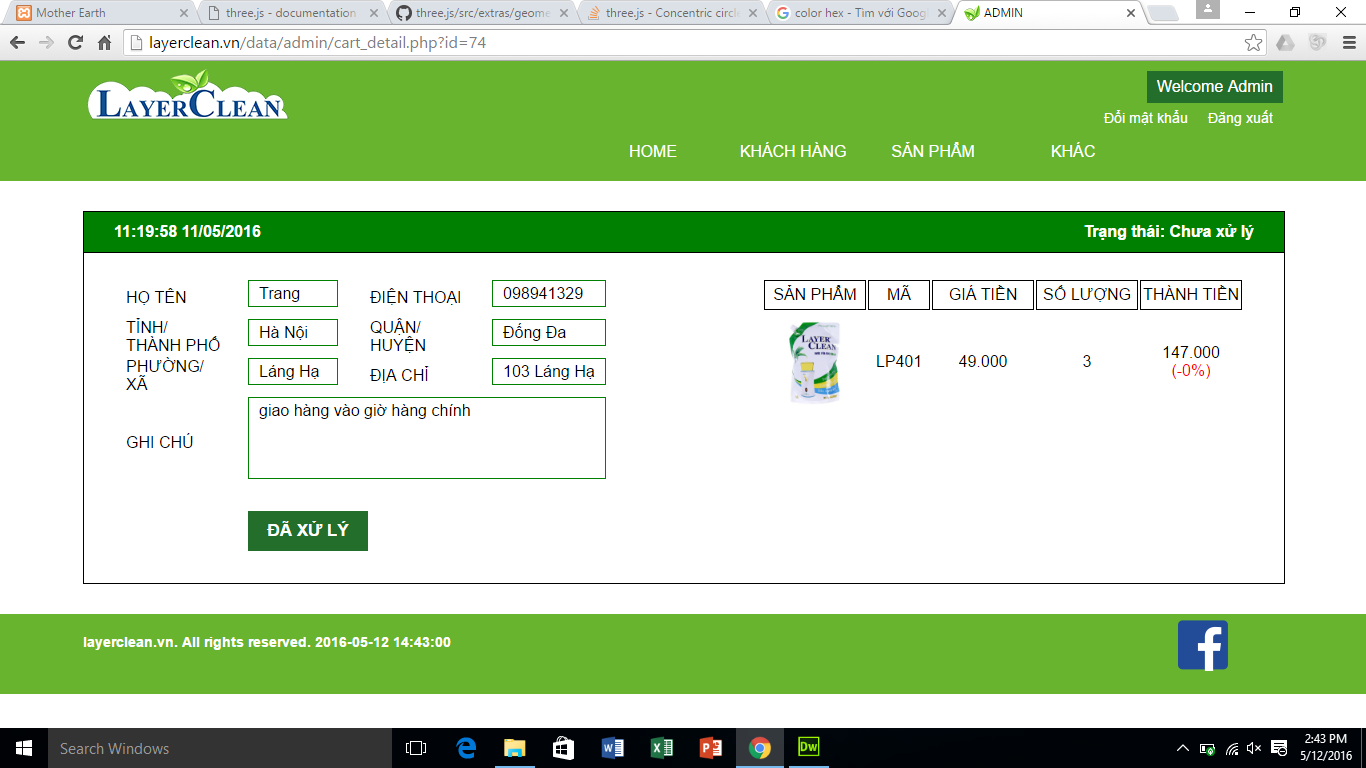 Mother Earth
three.js - documentation
three.js/src/extras/geome
three.js - Concentric circle
color hex - Tìm với Goog
ADMIN
layerclean.vn/data/admin/cart_detail.php?id=74
LAYERCLEAN
Welcome Admin
Đổi mật khẩu Đăng xuất
HOME KHÁCH HÀNG SẢN PHẨM KHÁC
11:19:58 11/05/2016 Trạng thái: Chưa xử lý
HỌ TÊN Trang ĐIỆN THOẠI 098941329
TỈNH/
THÀNH PHỐ
Hà Nội
QUẬN/
HUYỆN
Đống Đa
PHƯỜNG/
XÃ
Láng Hạ
ĐỊA CHỈ
103 Láng Hạ
GHI CHÚ
giao hàng vào giờ hàng chính
ĐÃ XỬ LÝ
SẢN PHẨM MÃ GIÁ TIỀN SỐ LƯỢNG THÀNH TIỀN
LAYER
CLEAN
LP401 49.000 3 147.000
(-0%)
layerclean.vn. All rights reserved. 2016-05-12 14:43:00
Search Windows
Dw
2:43 PM
5/12/2016